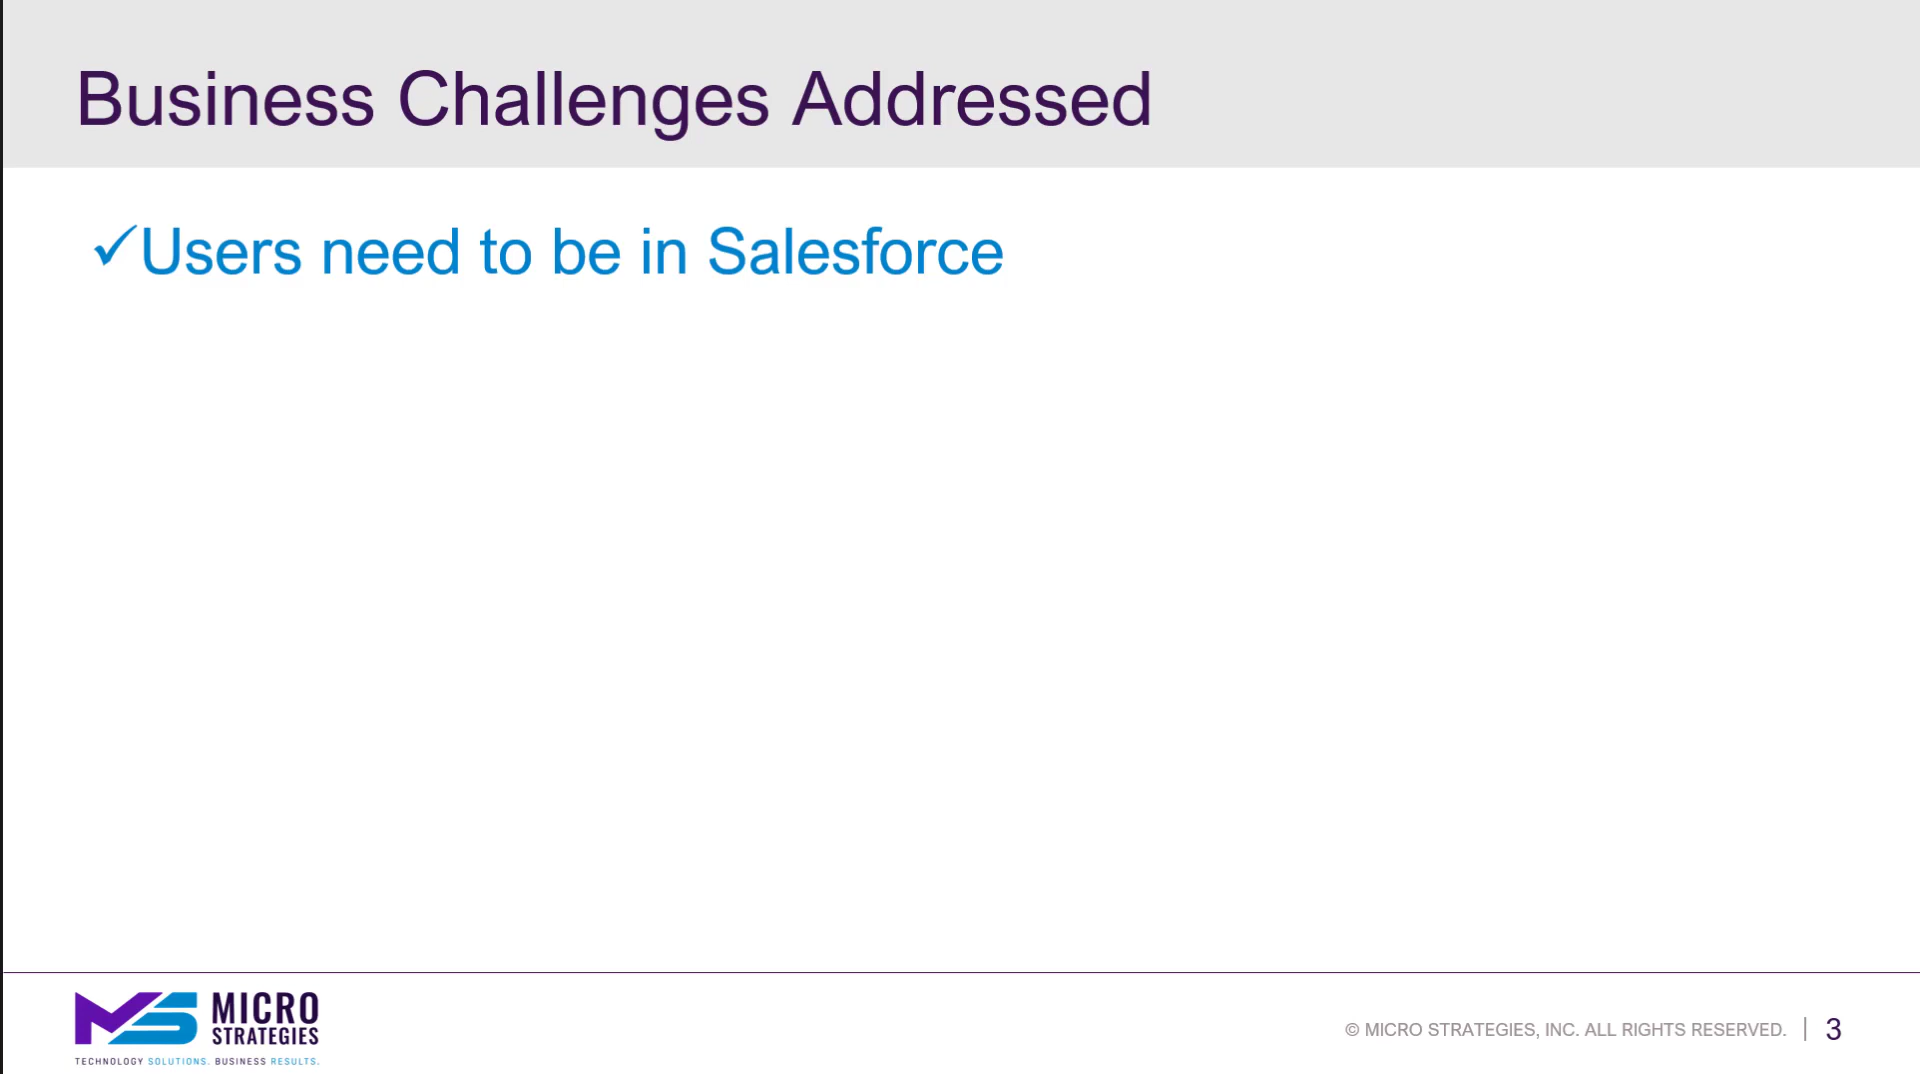 Business Challenges Addressed
✓Users need to be in Salesforce
MICRO
STRATEGIES
TECHNOLOGY SOLUTIONS. BUSINESS RESULTS.
© MICRO STRATEGIES, INC. ALL RIGHTS RESERVED. | 3